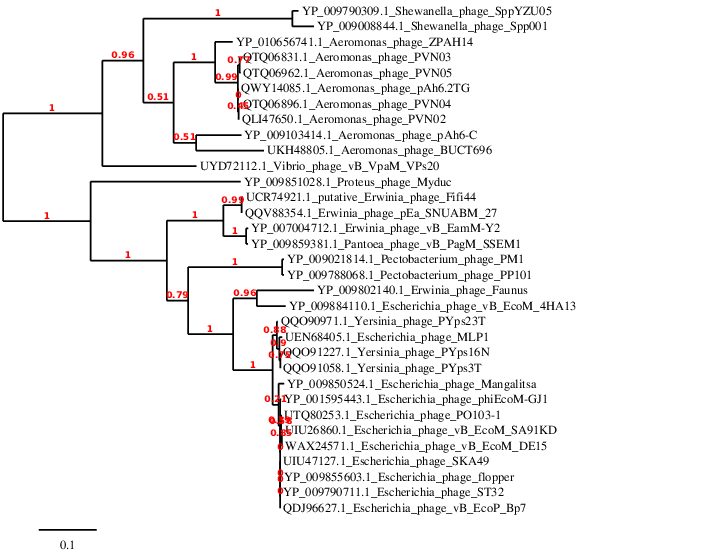 1
YP_009790309.1_Shewanella_phage_SppYZU05
YP_009008844.1_Shewanella_phage_Spp001
YP_010656741.1_Aeromonas_phage_ZPAH14
0.96
1
QTQ06831.1_Aeromonas_phage_PVN03
QTQ06962.1_Aeromonas_phage_PVN05
0.99
QWY14085.1_Aeromonas_phage_pAh6.2TG
0.51
QTQ06896.1_Aeromonas_phage_PVN04
1
QLI47650.1_Aeromonas_phage_PVN02
0.51
YP_009103414.1_Aeromonas_phage_pAh6-C
UKH48805.1_Aeromonas_phage_BUCT696
UYD72112.1_Vibrio_phage_vB_VpaM_VPs20
YP_009851028.1_Proteus_phage_Myduc
0.99
UCR74921.1_putative_Erwinia_phage_Fifi44
1
1
QQV88354.1_Erwinia_phage_pEa_SNUABM_27
1
YP_007004712.1_Erwinia_phage_vB_EamM-Y2
YP_009859381.1_Pantoea_phage_vB_PagM_SSEM1
1
1
YP_009021814.1_Pectobacterium_phage_PM1
YP_009788068.1_Pectobacterium_phage_PP101
0.79
0.96
YP_009802140.1_Erwinia_phage_Faunus
YP_009884110.1_Escherichia_phage_vB_EcoM_4HA13
QQO90971.1_Yersinia_phage_PYps23T
1
0.88
UEN68405.1_Escherichia_phage_MLP1
QQO91227.1_Yersinia_phage_PYps16N
1
QQO91058.1_Yersinia_phage_PYps3T
YP_009850524.1_Escherichia_phage_Mangalitsa
YP_001595443.1_Escherichia_phage_phiEcoM-GJ1
UTQ80253.1_Escherichia_phage_PO103-1
UIU26860.1_Escherichia_phage_vB_EcoM_SA91KD
WAX24571.1_Escherichia_phage_vB_EcoM_DE15
UIU47127.1_Escherichia_phage_SKA49
YP_009855603.1_Escherichia_phage_flopper
YP_009790711.1_Escherichia_phage_ST32
QDJ96627.1_Escherichia_phage_vB_EcoP_Bp7
0.1